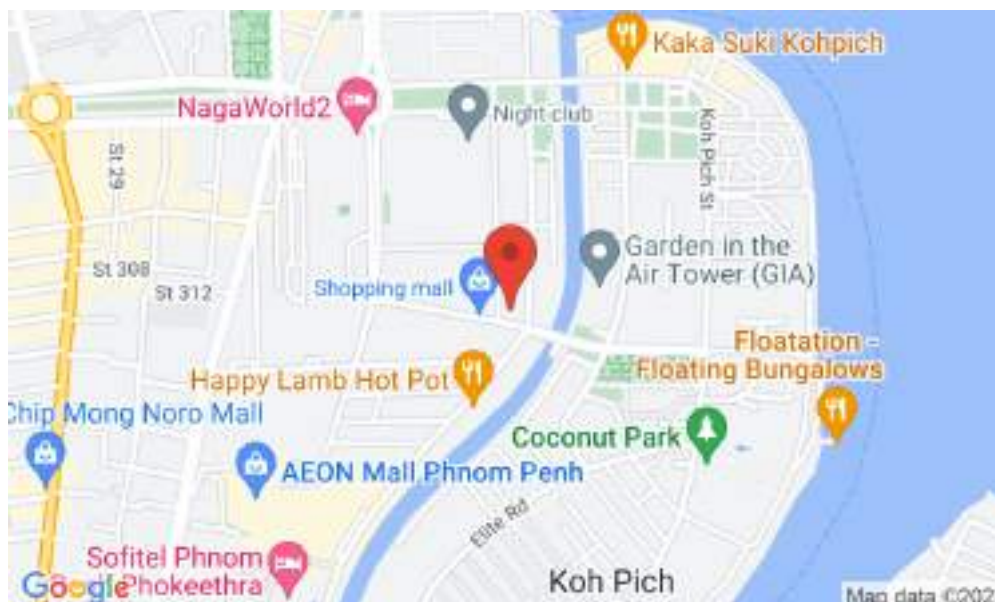 Kaka Suki Kohpich
NagaWorld2
Night club
St 29
Koh Pich St
Garden in the
Air Tower (GIA)
St 308
St 312
Shopping mall
Floatation -
Floating Bungalows
Happy Lamb Hot Pot
Chip Mong Noro Mall
Coconut Park
AEON Mall Phnom Penh
Elite Rd
Sofitel Phnom
Phokeethra
Koh Pich
Google
Map data ©202